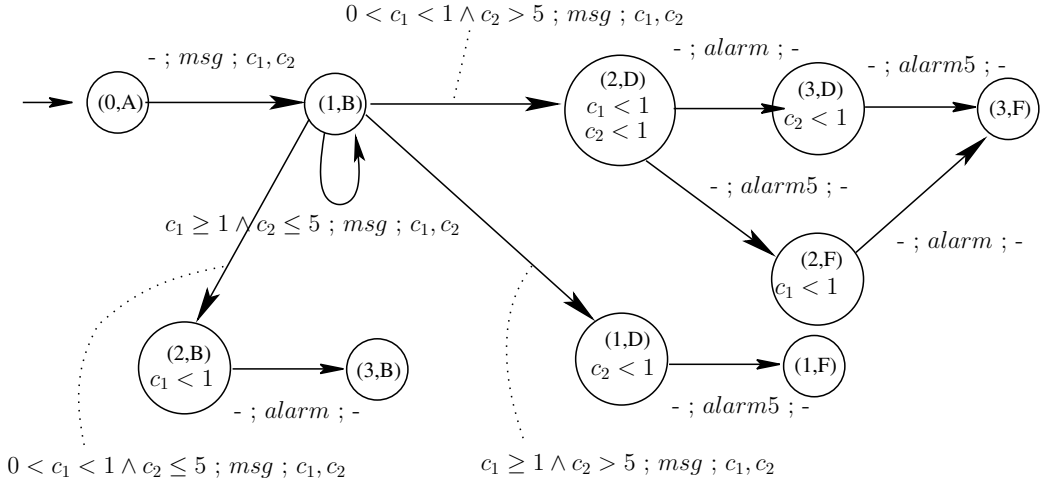 0 < c₁ < 1 ∧ c₂ > 5 ; msg ; c₁, c₂
- ; msg ; c₁, c₂
- ; alarm ; -
- ; alarm5 ; -
(0,A)
(1,B)
(2,D)
c₁ < 1
c₂ < 1
(3,D)
c₂ < 1
(3,F)
- ; alarm5 ; -
c₁ ≥ 1 ∧ c₂ ≤ 5 ; msg ; c₁, c₂
- ; alarm ; -
(2,F)
c₁ < 1
(2,B)
c₁ < 1
(3,B)
(1,D)
c₂ < 1
(1,F)
- ; alarm ; -
- ; alarm5 ; -
0 < c₁ < 1 ∧ c₂ ≤ 5 ; msg ; c₁, c₂
c₁ ≥ 1 ∧ c₂ > 5 ; msg ; c₁, c₂